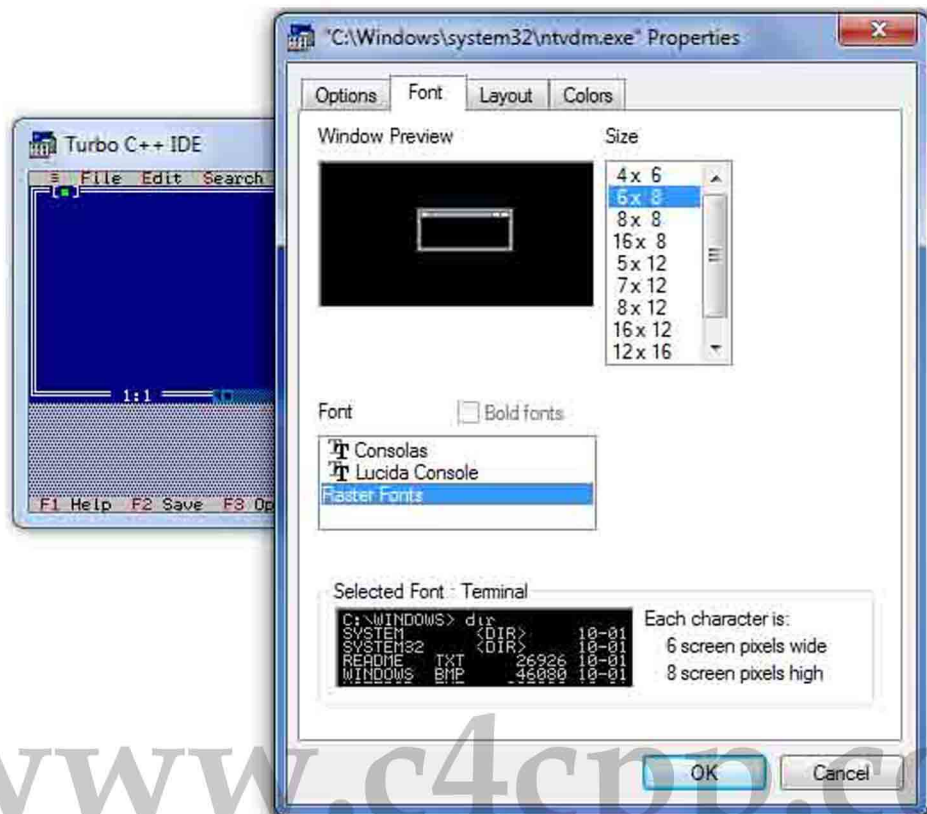 "C:\Windows\system32\ntvdm.exe" Properties
Options Font Layout Colors
Window Preview
Size
4 x 6
6 x 8
8 x 8
16 x 8
5 x 12
7 x 12
8 x 12
16 x 12
12 x 16
Font
Bold fonts
Consolas
Lucida Console
Raster Fonts
Selected Font : Terminal
C:\WINDOWS> dir
SYSTEM <DIR> 10-01
SYSTEM32 <DIR> 10-01
README TXT 26926 10-01
WINDOWS BMP 46080 10-01
Each character is:
6 screen pixels wide
8 screen pixels high
OK Cancel
Turbo C++ IDE
File Edit Search
1:1
F1 Help F2 Save F3 Op
www.c4cpp.co